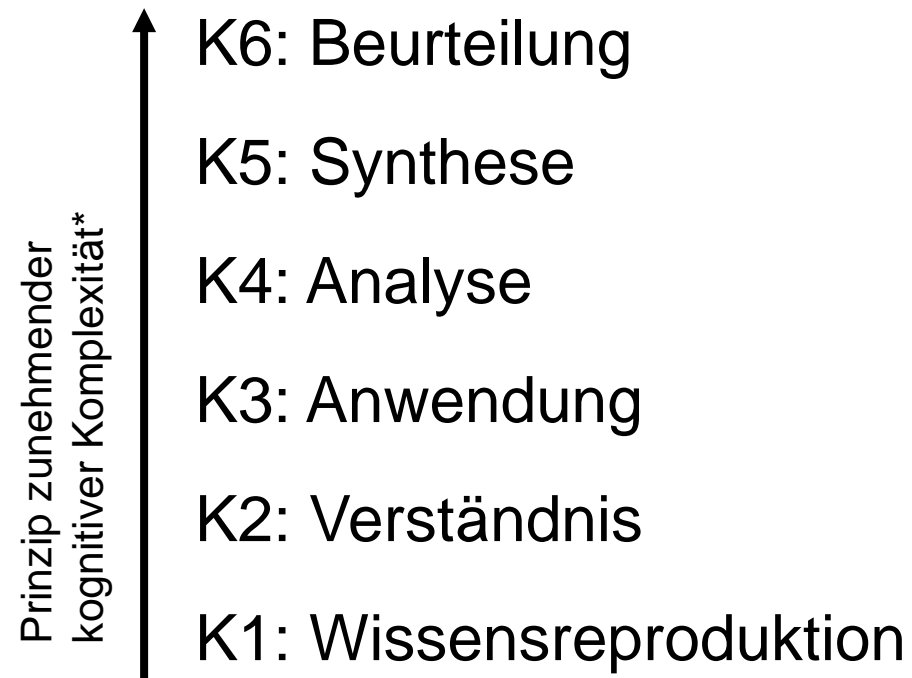 K6: Beurteilung
K5: Synthese
K4: Analyse
K3: Anwendung
K2: Verständnis
K1: Wissensreproduktion
Prinzip zunehmender
kognitiver Komplexität*